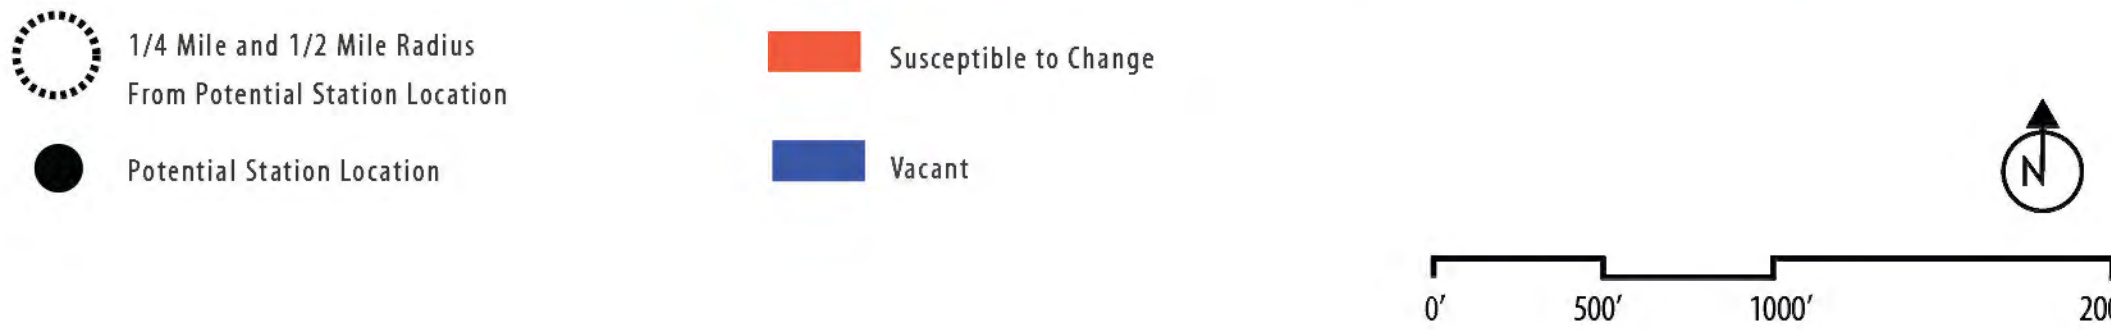 1/4 Mile and 1/2 Mile Radius
From Potential Station Location
Potential Station Location
Susceptible to Change
Vacant
N
0' 500' 1000'